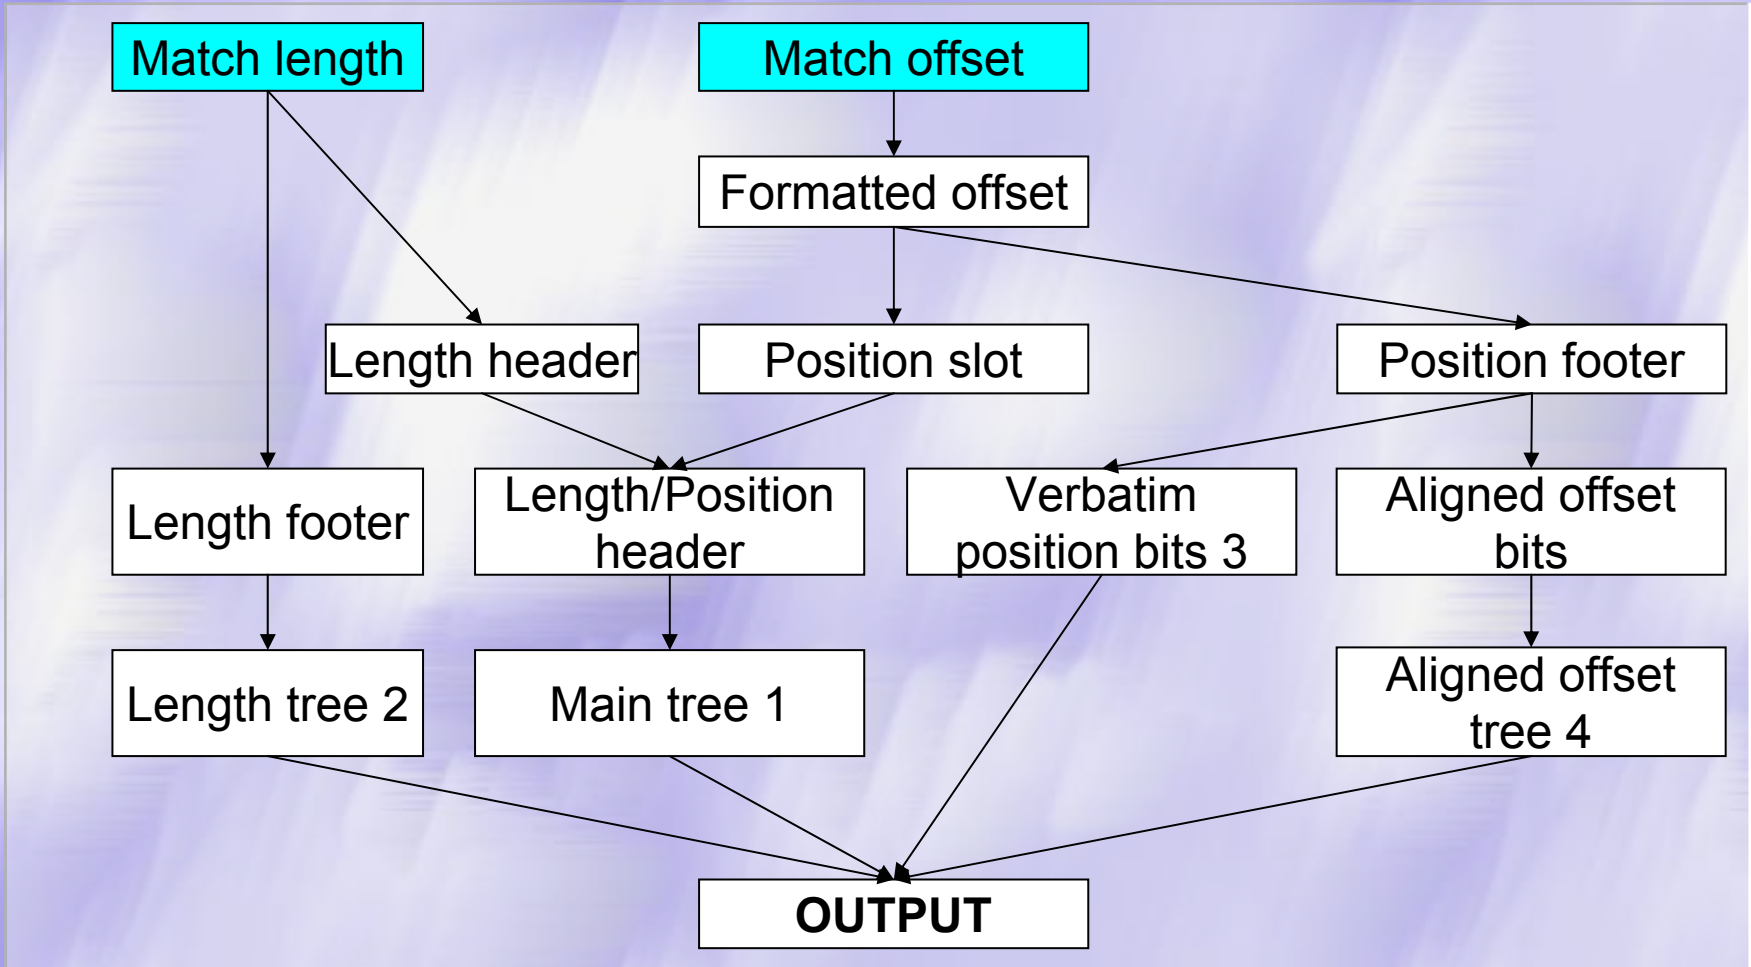 Match length
Match offset
Formatted offset
Length header
Position slot
Position footer
Length footer
Length/Position
header
Verbatim
position bits 3
Aligned offset
bits
Length tree 2
Main tree 1
Aligned offset
tree 4
OUTPUT